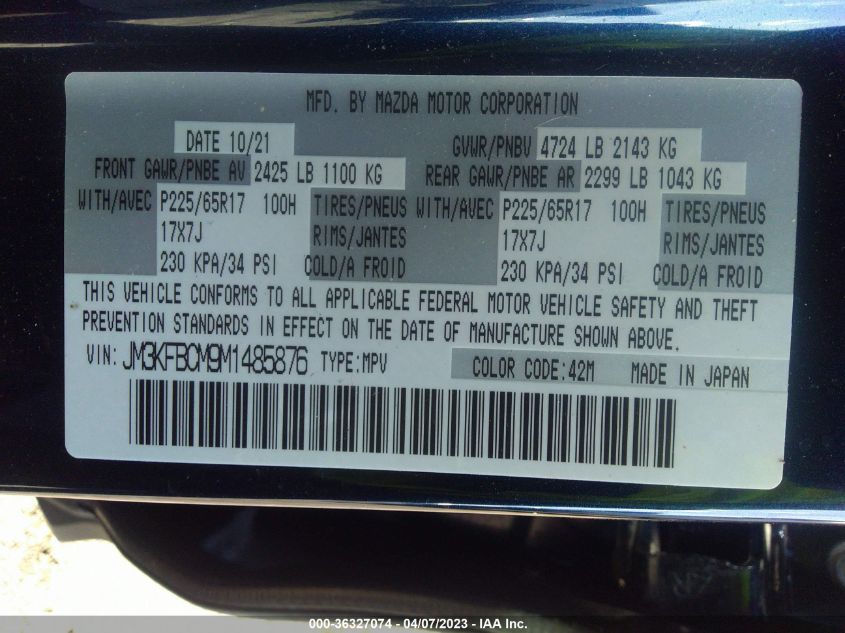 MFD. BY MAZDA MOTOR CORPORATION
DATE 10/21 GVWR/PNBV 4724 LB 2143 KG
FRONT GAWR/PNBE AV 2425 LB 1100 KG REAR GAWR/PNBE AR 2299 LB 1043 KG
WITH/AVEC P225/65R17 100H TIRES/PNEUS WITH/AVEC P225/65R17 100H TIRES/PNEUS
17X7J RIMS/JANTES 17X7J RIMS/JANTES
230 KPA/34 PSI COLD/A FROID 230 KPA/34 PSI COLD/A FROID
THIS VEHICLE CONFORMS TO ALL APPLICABLE FEDERAL MOTOR VEHICLE SAFETY AND THEFT
PREVENTION STANDARDS IN EFFECT ON THE DATE OF MANUFACTURE SHOWN ABOVE.
VIN: JM3KFBCM9M1485876 TYPE:MPV COLOR CODE:42M MADE IN JAPAN
000-36327074 - 04/07/2023 - © IAA Inc.